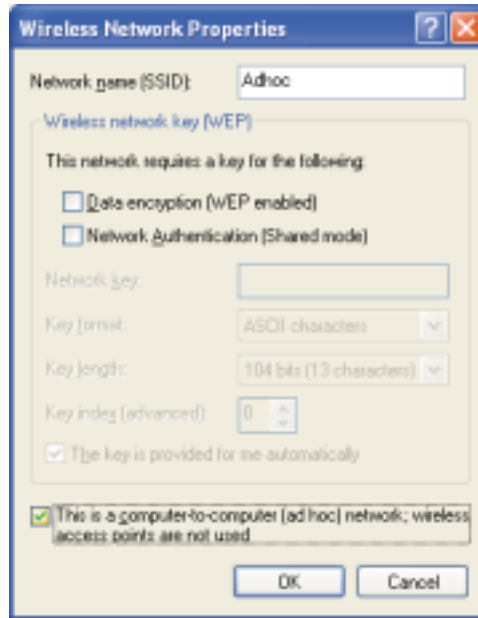 Wireless Network Properties
Network name (SSID): Adhoc
Wireless network key (WEP)
This network requires a key for the following:
Data encryption (WEP enabled)
Network Authentication (Shared mode)
Network key:
Key format: ASCII characters
Key length: 104 bits (13 characters)
Key index (advanced): 0
The key is provided for me automatically
This is a computer-to-computer (ad hoc) network; wireless
access points are not used
OK Cancel